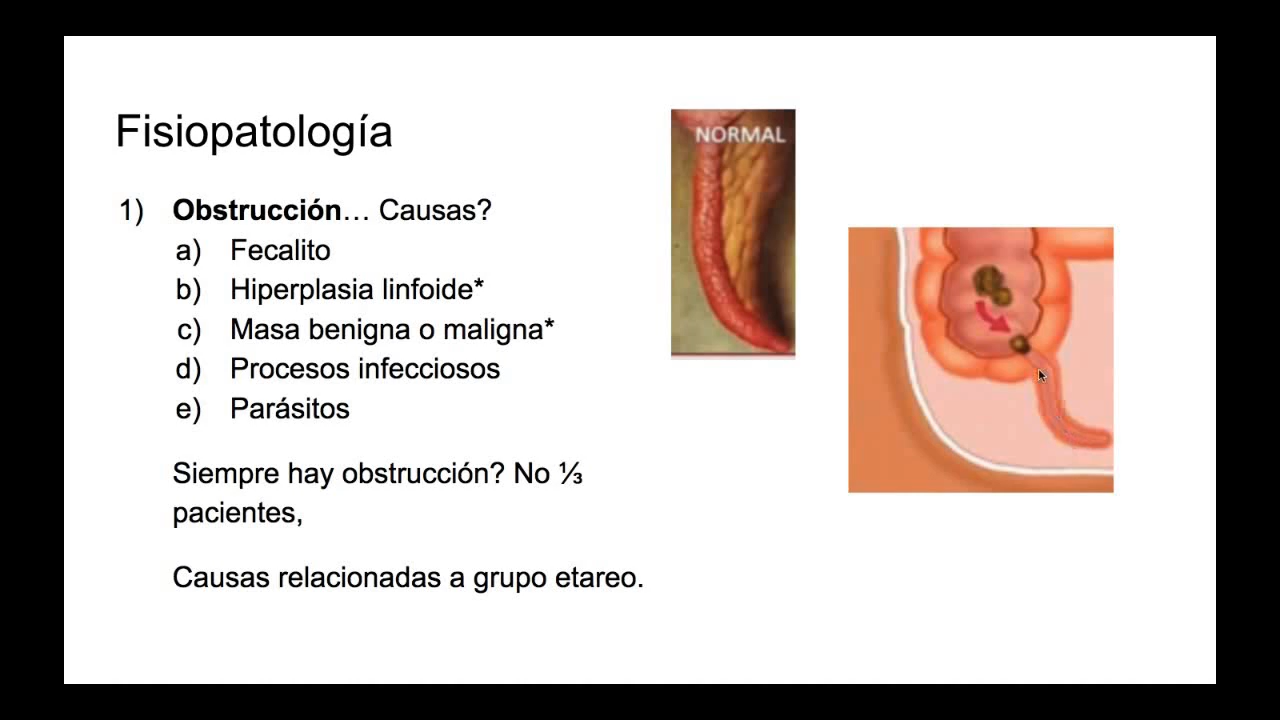 Fisiopatología
1) Obstrucción… Causas?
a) Fecalito
b) Hiperplasia linfoide*
c) Masa benigna o maligna*
d) Procesos infecciosos
e) Parásitos
Siempre hay obstrucción? No ⅓
pacientes,
Causas relacionadas a grupo etareo.
NORMAL